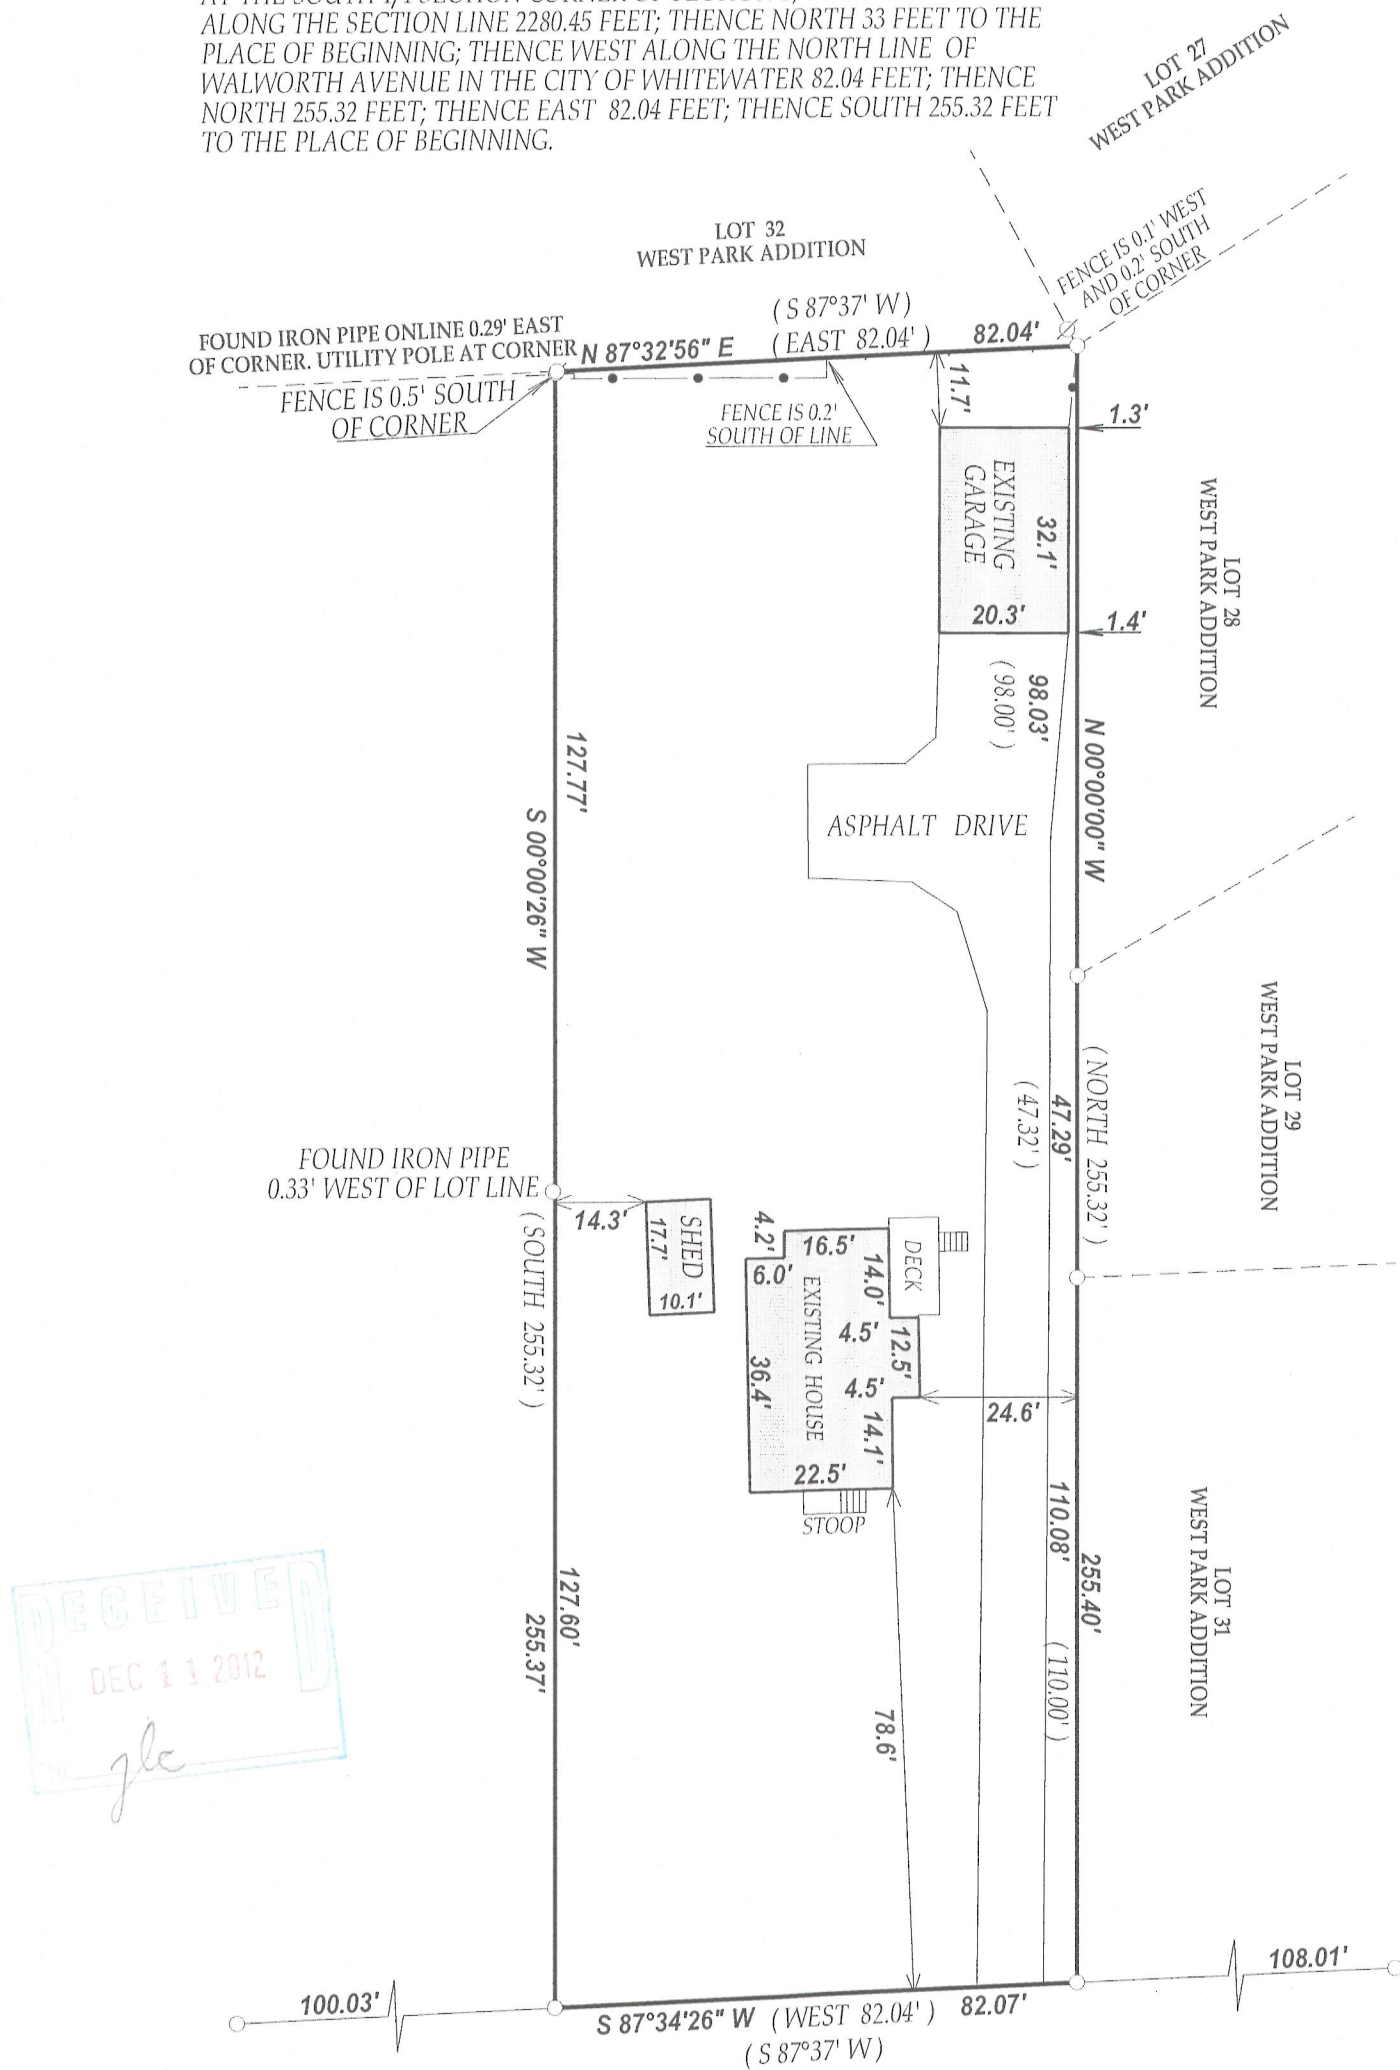 ALONG THE SECTION LINE 2280.45 FEET; THENCE NORTH 33 FEET TO THE
PLACE OF BEGINNING; THENCE WEST ALONG THE NORTH LINE OF
WALWORTH AVENUE IN THE CITY OF WHITEWATER 82.04 FEET; THENCE
NORTH 255.32 FEET; THENCE EAST 82.04 FEET; THENCE SOUTH 255.32 FEET
TO THE PLACE OF BEGINNING.
LOT 27
WEST PARK ADDITION
LOT 32
WEST PARK ADDITION
FENCE IS 0.1' WEST
AND 0.2' SOUTH
OF CORNER
(S 87°37' W)
(EAST 82.04')
82.04'
N 87°32'56" E
FOUND IRON PIPE ONLINE 0.29' EAST
OF CORNER. UTILITY POLE AT CORNER
FENCE IS 0.5' SOUTH
OF CORNER
FENCE IS 0.2'
SOUTH OF LINE
11.7'
1.3'
EXISTING
GARAGE
32.1'
20.3'
1.4'
LOT 28
WEST PARK ADDITION
98.03'
(98.00')
N 00°00'00" W
127.77'
S 00°00'26" W
ASPHALT DRIVE
LOT 29
WEST PARK ADDITION
(NORTH 255.32')
47.29'
(47.32')
FOUND IRON PIPE
0.33' WEST OF LOT LINE
14.3'
SHED
17.7'
10.1'
(SOUTH 255.32')
4.2'
16.5'
6.0'
14.0'
DECK
4.5'
12.5'
EXISTING HOUSE
36.4'
4.5'
14.1'
24.6'
22.5'
STOOP
110.08'
(110.00')
255.40'
LOT 31
WEST PARK ADDITION
127.60'
255.37'
78.6'
RECEIVED
DEC 11 2012
By jlc
100.03'
108.01'
S 87°34'26" W (WEST 82.04')
82.07'
(S 87°37' W)